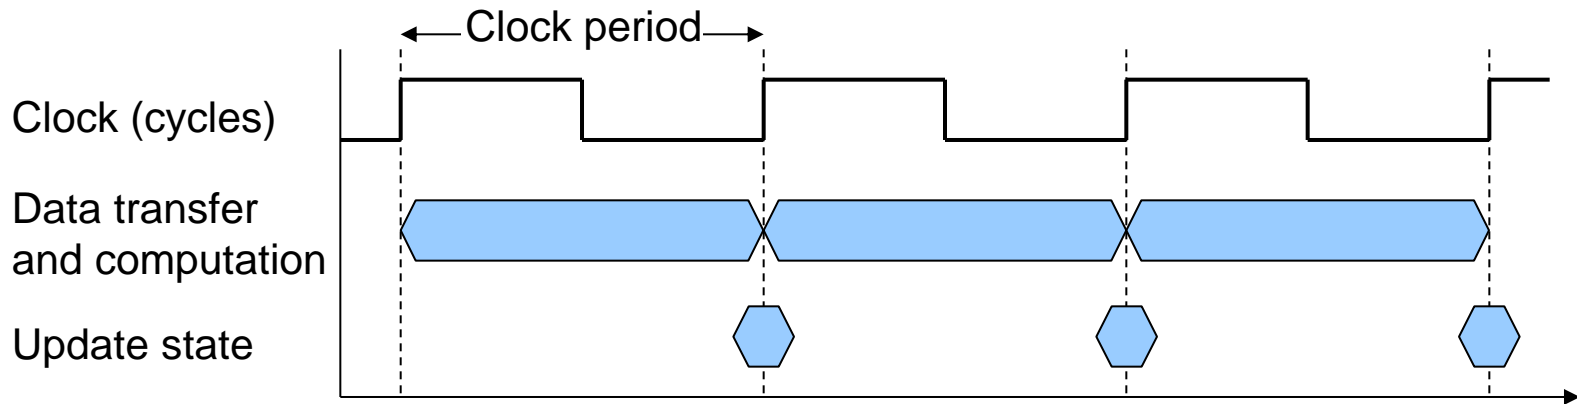 Clock period
Clock (cycles)
Data transfer
and computation
Update state